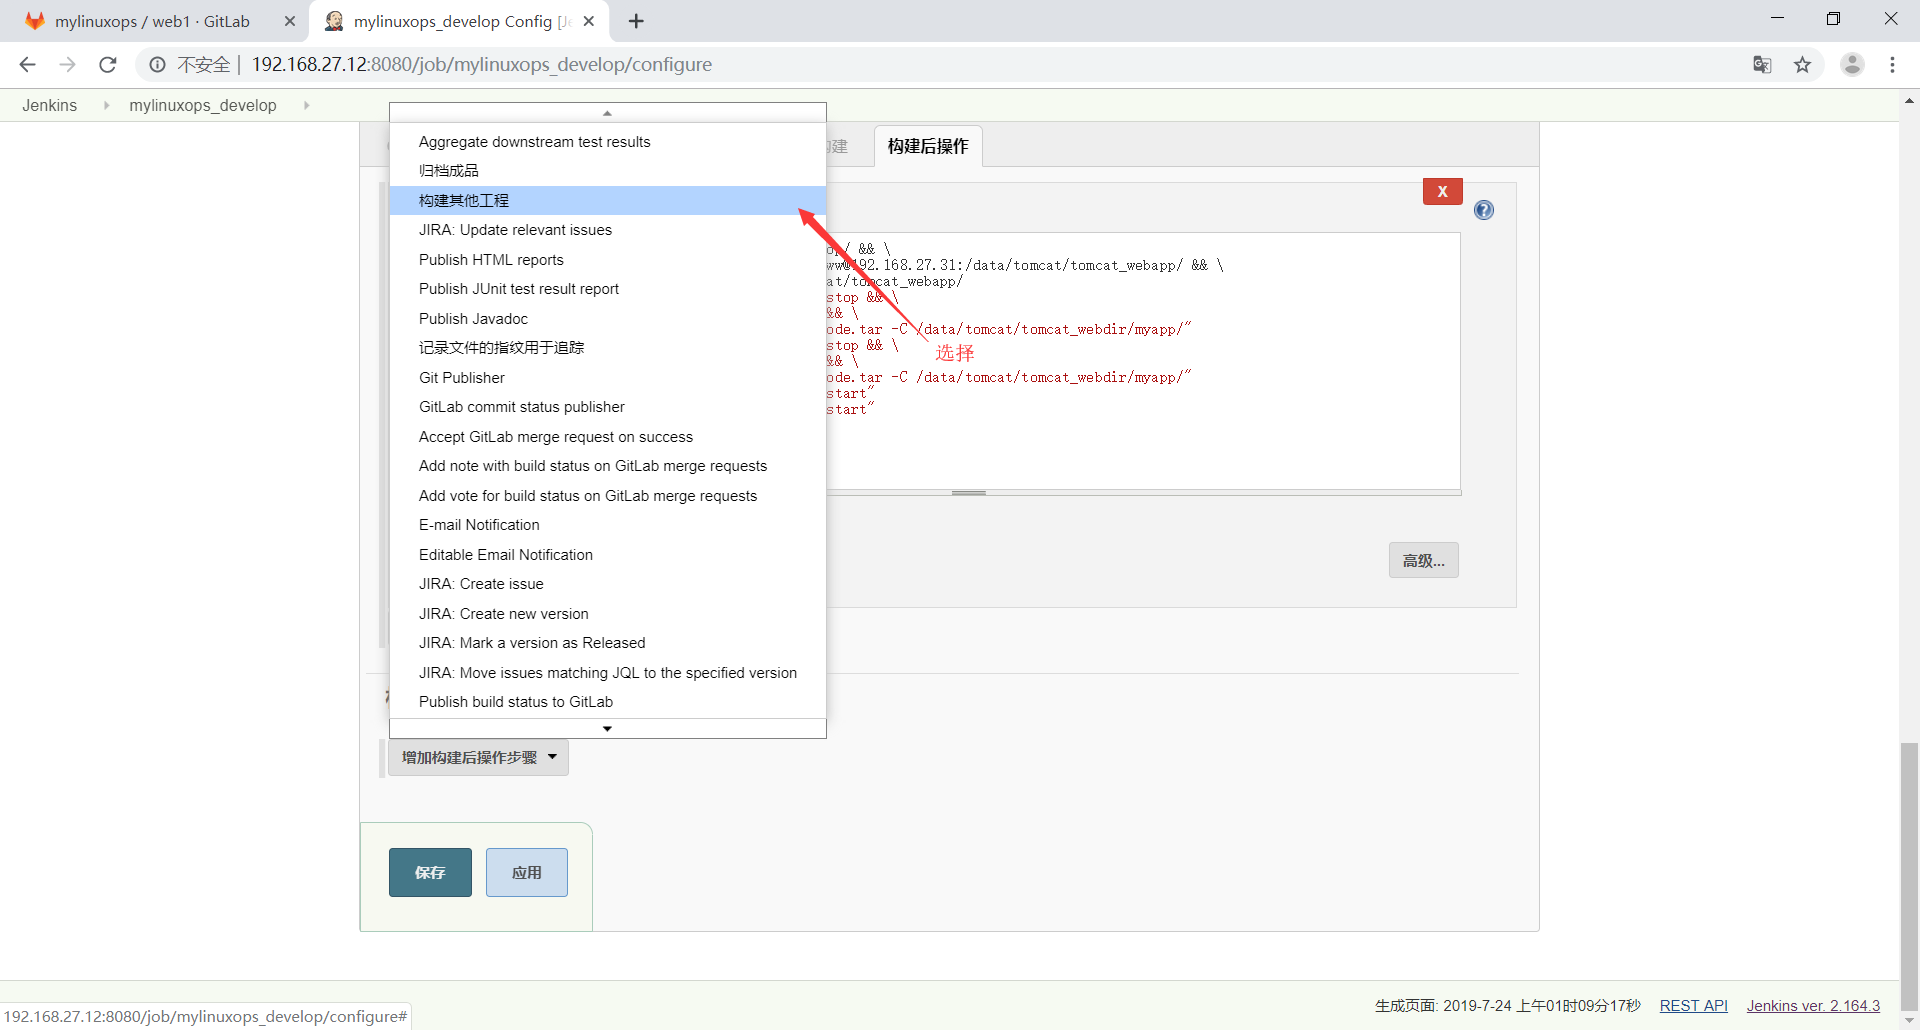 mylinuxops / web1 · GitLab
mylinuxops_develop Config [Je
不安全 | 192.168.27.12:8080/job/mylinuxops_develop/configure
Jenkins
mylinuxops_develop
构建
构建后操作
Aggregate downstream test results
归档成品
构建其他工程
JIRA: Update relevant issues
Publish HTML reports
Publish JUnit test result report
Publish Javadoc
记录文件的指纹用于追踪
Git Publisher
GitLab commit status publisher
Accept GitLab merge request on success
Add note with build status on GitLab merge requests
Add vote for build status on GitLab merge requests
E-mail Notification
Editable Email Notification
JIRA: Create issue
JIRA: Create new version
JIRA: Mark a version as Released
JIRA: Move issues matching JQL to the specified version
Publish build status to GitLab
X
op/ && \
ww@192.168.27.31:/data/tomcat/tomcat_webapp/ && \
at/tomcat_webapp/
stop && \
&& \
ode.tar -C /data/tomcat/tomcat_webdir/myapp/"
stop && \
&& \
ode.tar -C /data/tomcat/tomcat_webdir/myapp/"
start"
start"
选择
高级...
增加构建后操作步骤
保存
应用
生成页面: 2019-7-24 上午01时09分17秒
REST API
Jenkins ver. 2.164.3
192.168.27.12:8080/job/mylinuxops_develop/configure#